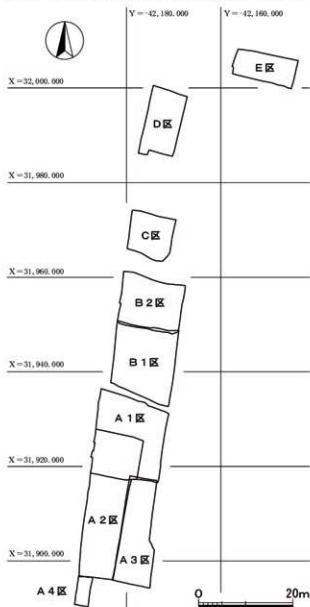 Y=-42,180.000
Y=-42,160.000
E区
X=32,000.000
D区
X=31,980.000
C区
X=31,960.000
B2区
B1区
X=31,940.000
A1区
X=31,920.000
A2区
A3区
X=31,900.000
A4区
0 20m